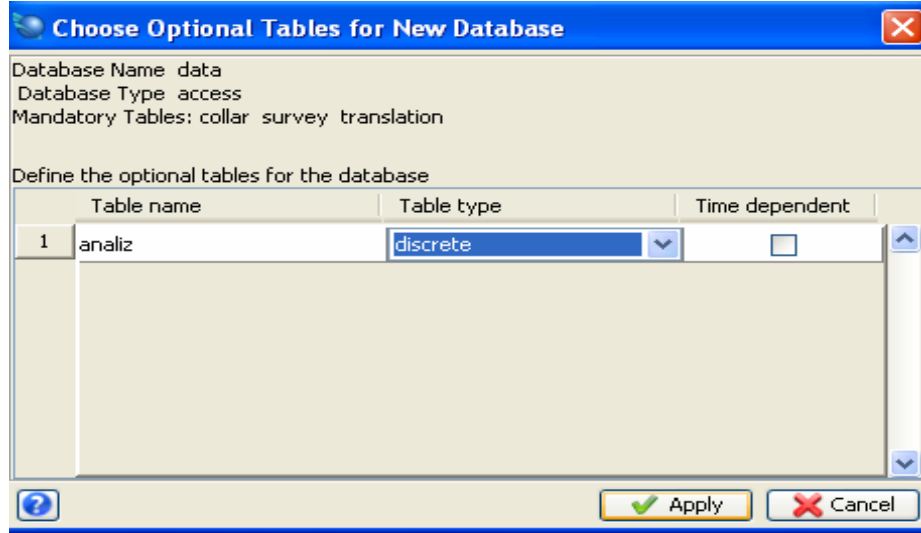 Choose Optional Tables for New Database
Database Name data
Database Type access
Mandatory Tables: collar survey translation
Define the optional tables for the database
Table name Table type Time dependent
1 analiz discrete
? Apply Cancel